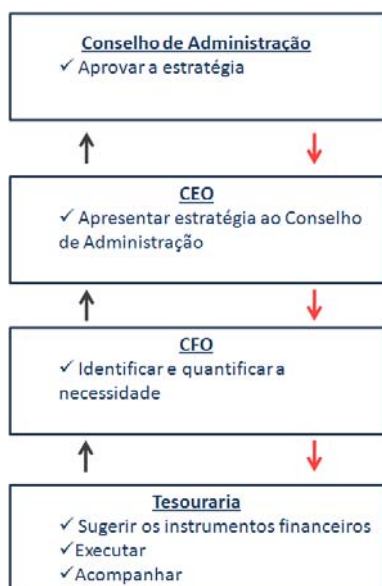 Conselho de Administração
✓ Aprovar a estratégia
CEO
✓ Apresentar estratégia ao Conselho
de Administração
CFO
✓ Identificar e quantificar a
necessidade
Tesouraria
✓ Sugerir os instrumentos financeiros
✓Executar
✓Acompanhar